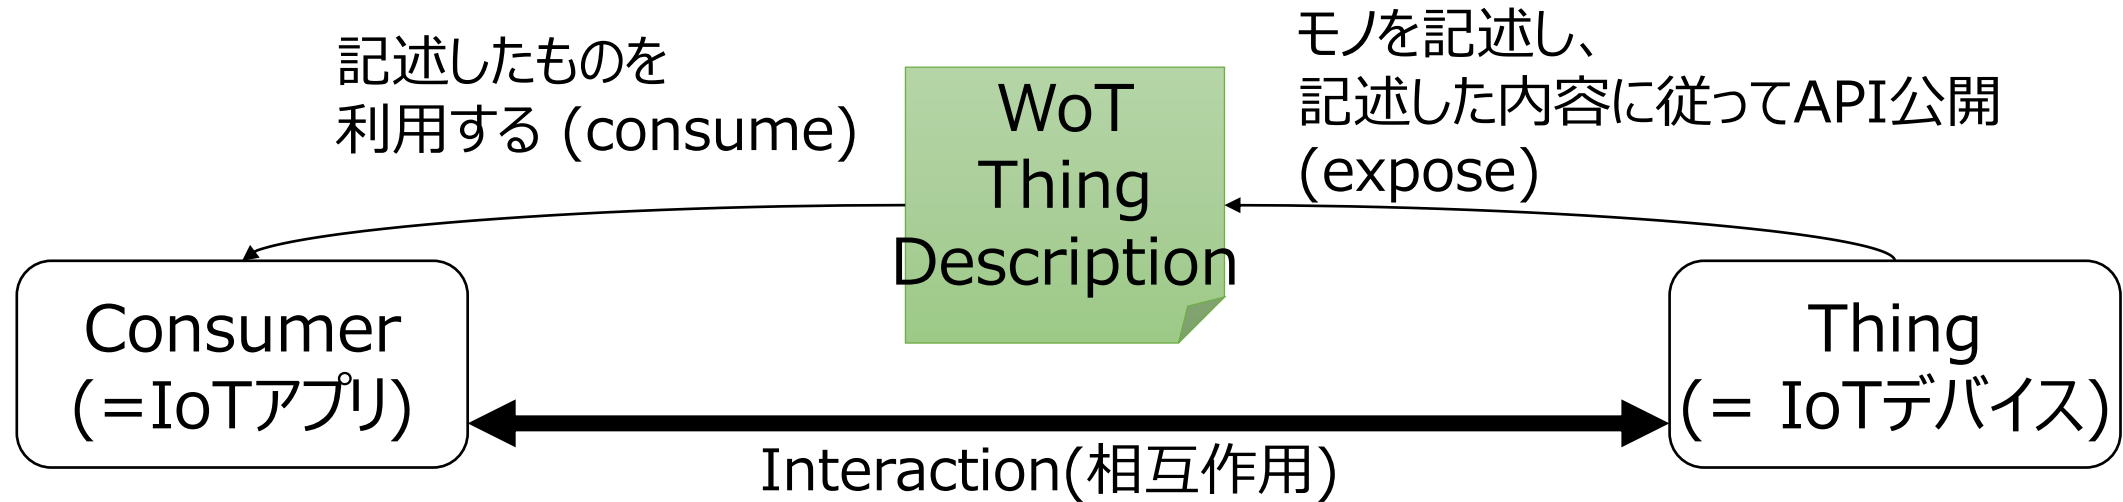 記述したものを
利用する (consume)
WoT
Thing
Description
モノを記述し、
記述した内容に従ってAPI公開
(expose)
Consumer
(=IoTアプリ)
Thing
(= IoTデバイス)
Interaction(相互作用)